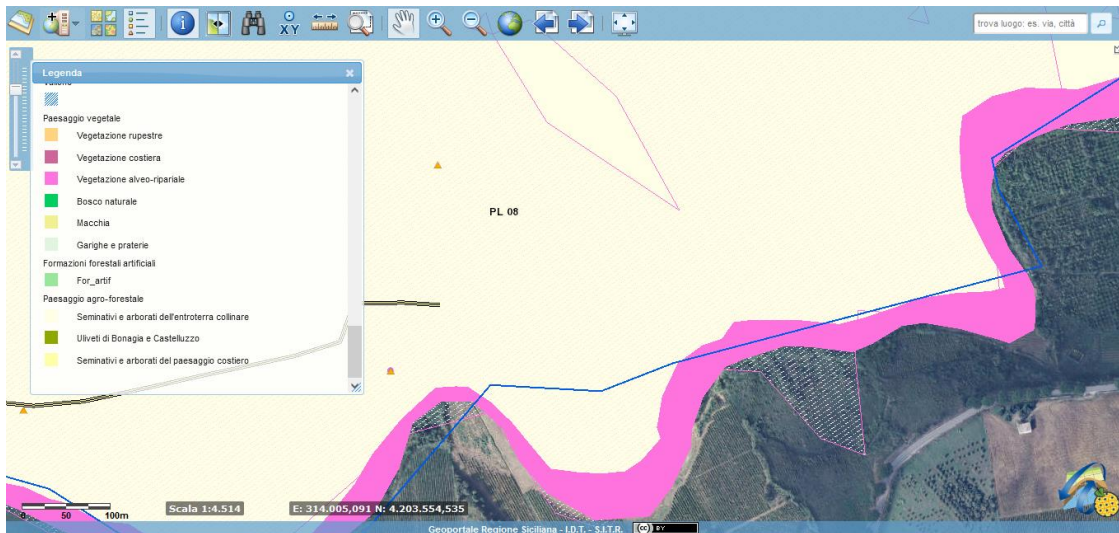 XY
trova luogo: es. via, città
Legenda
Paesaggio vegetale
Vegetazione rupestre
Vegetazione costiera
Vegetazione alveo-ripariale
Bosco naturale
Macchia
Garighe e praterie
Formazioni forestali artificiali
For_artif
Paesaggio agro-forestale
Seminativi e arborati dell'entroterra collinare
Uliveti di Bonagia e Castelluzzo
Seminativi e arborati del paesaggio costiero
PL 08
0 50 100m
Scala 1:4.514
E: 314.005,091 N: 4.203.554,535
Geoportale Regione Siciliana - I.D.T. - S.I.T.R.
cc BY